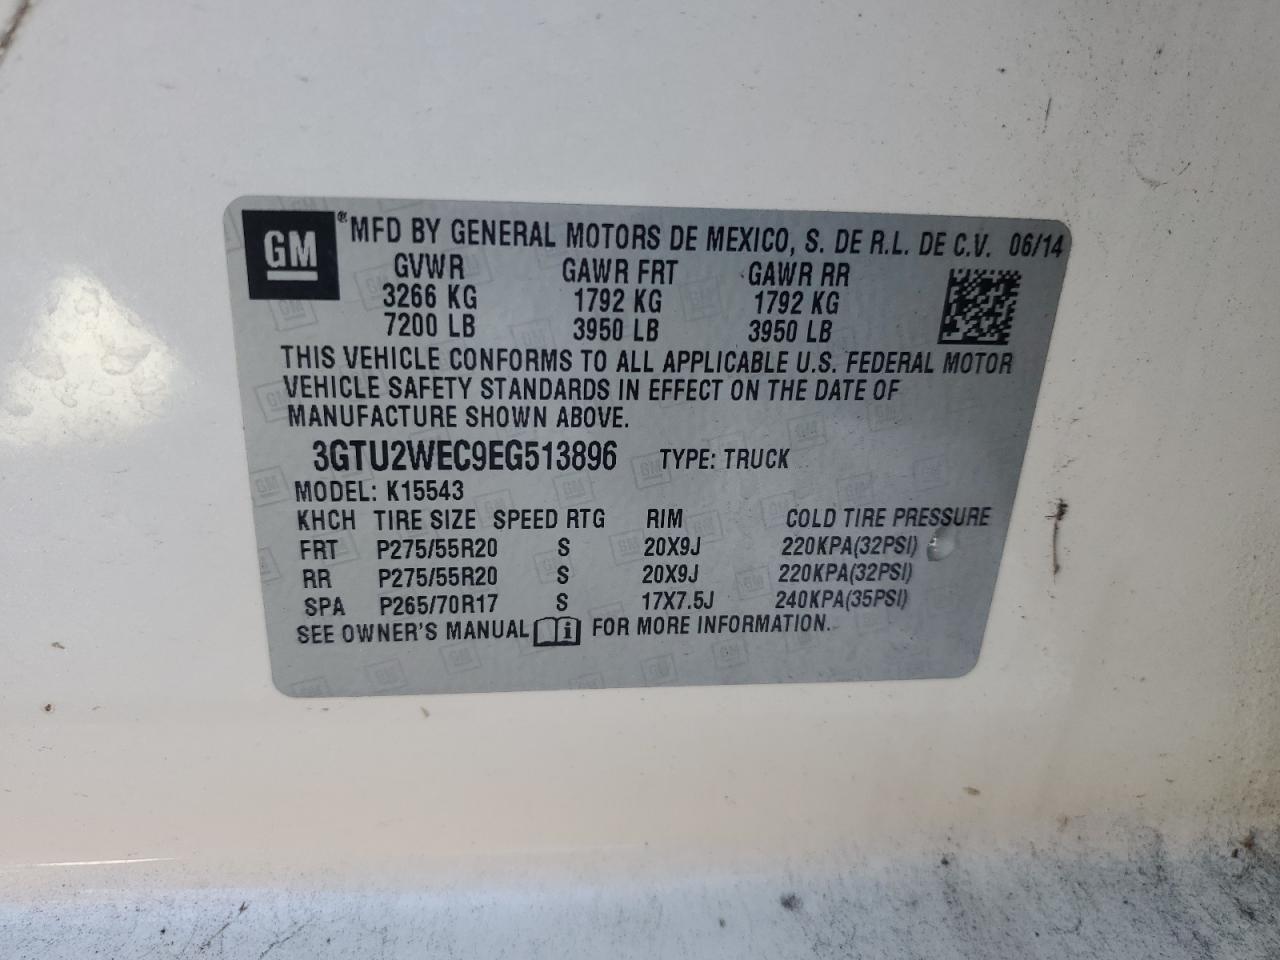 GM ® MFD BY GENERAL MOTORS DE MEXICO, S. DE R.L. DE C.V. 06/14
GVWR GAWR FRT GAWR RR
3266 KG 1792 KG 1792 KG
7200 LB 3950 LB 3950 LB
THIS VEHICLE CONFORMS TO ALL APPLICABLE U.S. FEDERAL MOTOR
VEHICLE SAFETY STANDARDS IN EFFECT ON THE DATE OF
MANUFACTURE SHOWN ABOVE.
3GTU2WEC9EG513896 TYPE: TRUCK
MODEL: K15543
KHCH TIRE SIZE SPEED RTG RIM COLD TIRE PRESSURE
FRT P275/55R20 S 20X9J 220KPA(32PSI)
RR P275/55R20 S 20X9J 220KPA(32PSI)
SPA P265/70R17 S 17X7.5J 240KPA(35PSI)
SEE OWNER'S MANUAL i FOR MORE INFORMATION.